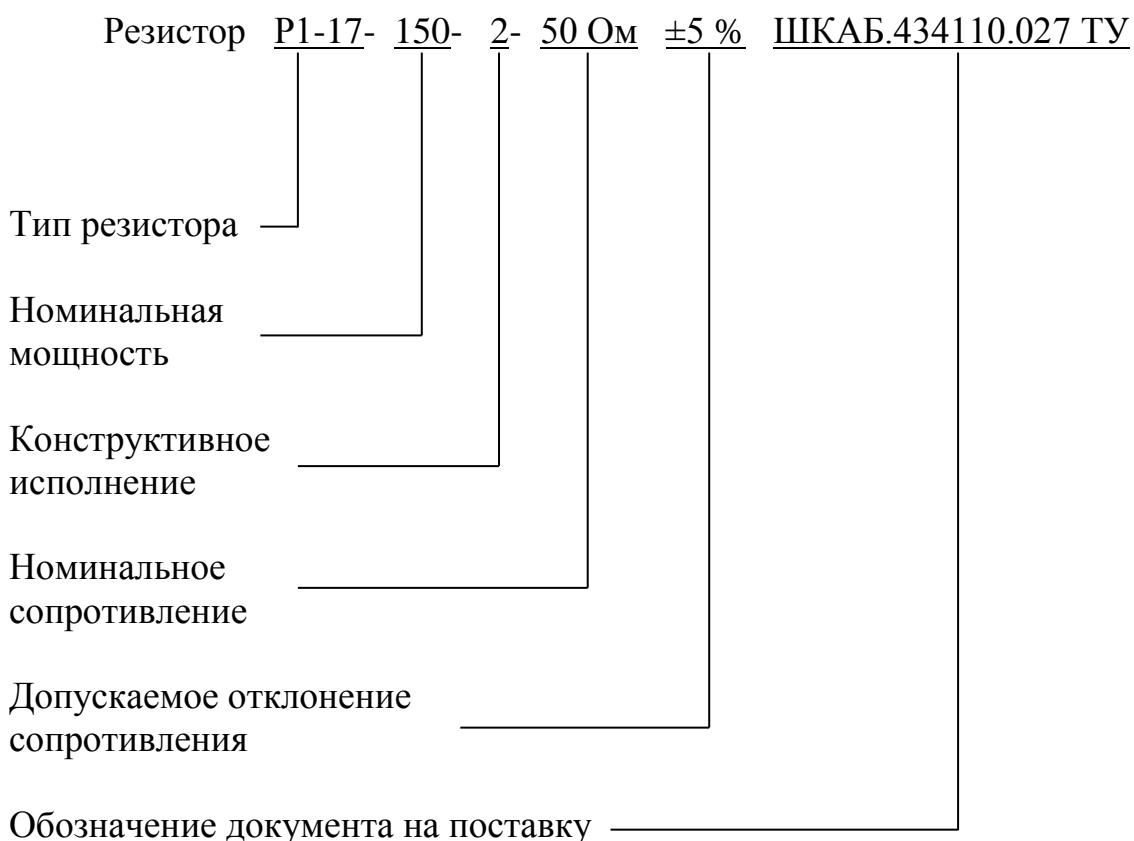 Резистор Р1-17- 150- 2- 50 Ом ±5 % ШКАБ.434110.027 ТУ
Тип резистора
Номинальная
мощность
Конструктивное
исполнение
Номинальное
сопротивление
Допускаемое отклонение
сопротивления
Обозначение документа на поставку